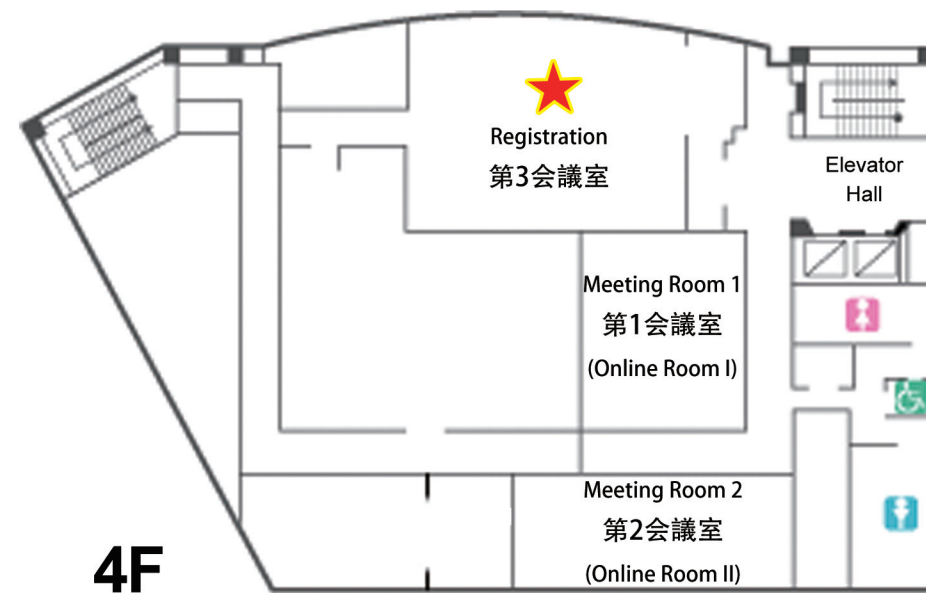 Registration
第3会議室
Elevator
Hall
Meeting Room 1
第1会議室
(Online Room I)
Meeting Room 2
第2会議室
(Online Room II)
4F